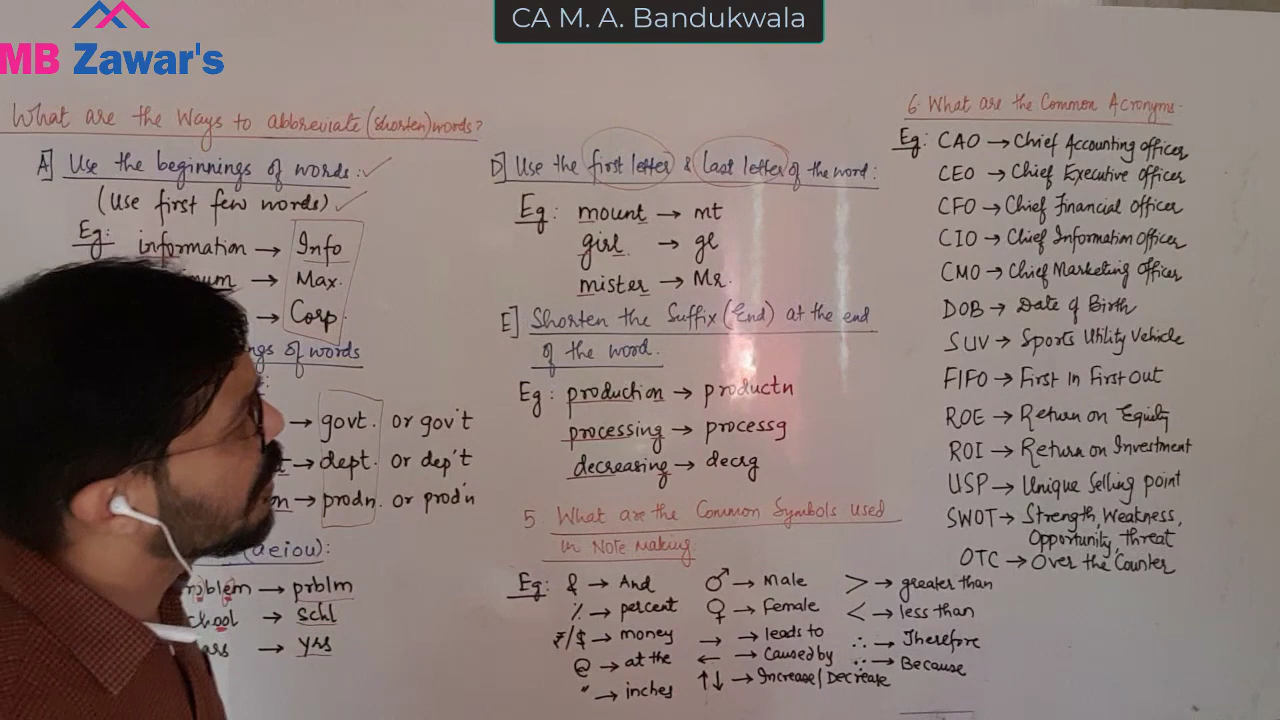 CA M. A. Bandukwala
MB Zawar's
What are the Ways to abbreviate (shorten) words?
A] Use the beginnings of words :
(Use first few words)
Eg: information → Info
mum → Max.
→ Corp.
ngs of words
→ govt. or gov't
→ dept. or dep't
n → prodn. or prod'n
(aeiou):
roblem → prblm
chool → schl
ars → yrs
D] Use the first letter & last letter of the word:
Eg: mount → mt
girl → gl
mister → Mr.
E] Shorten the Suffix (End) at the end
of the word.
Eg: production → productn
processing → processg
decreasing → decrg
5. What are the Common Symbols used
in Note Making:
Eg: & → And
% → percent
₹/$ → money
@ → at the
" → inches
♂ → Male
♀ → Female
→ → leads to
← → Caused by
↑↓ → Increase/Decrease
> → greater than
< → less than
∴ → Therefore
∵ → Because
6. What are the Common Acronyms.
Eg: CAO → Chief Accounting officer
CEO → Chief Executive officer
CFO → Chief Financial officer
CIO → Chief Information officer
CMO → Chief Marketing officer
DOB → Date of Birth
SUV → Sports Utility Vehicle
FIFO → First In First Out
ROE → Return on Equity
ROI → Return on Investment
USP → Unique Selling point
SWOT → Strength, Weakness,
Opportunity, threat
OTC → Over the Counter